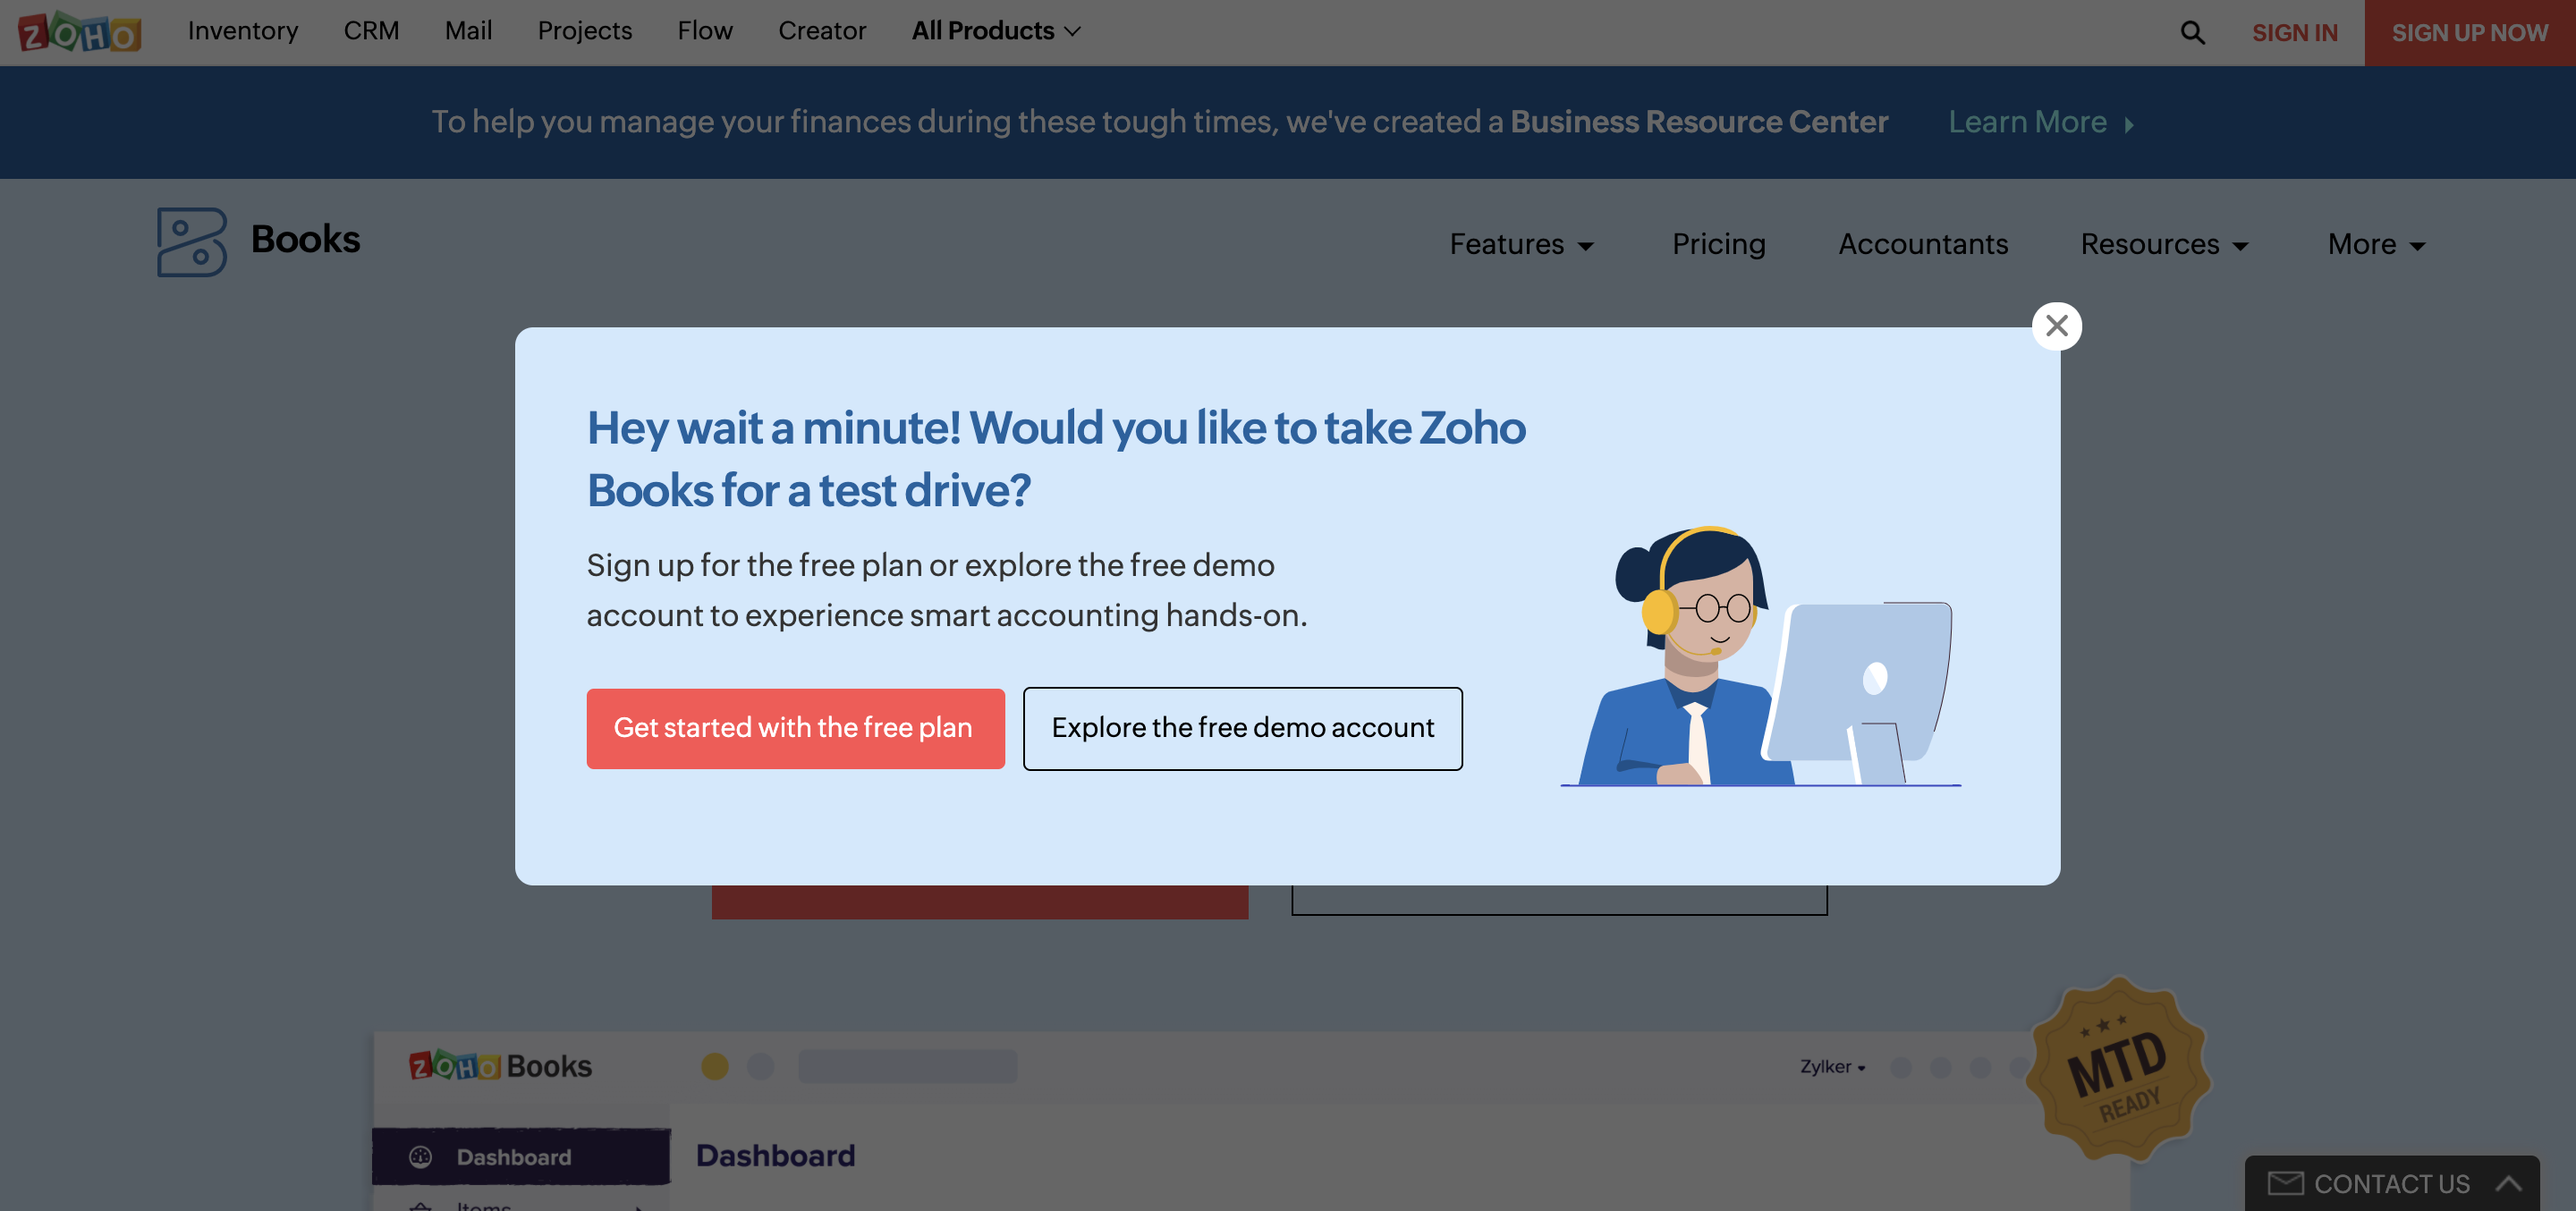 ZOHO Inventory CRM Mail Projects Flow Creator All Products SIGN IN SIGN UP NOW
To help you manage your finances during these tough times, we've created a Business Resource Center Learn More
Books Features Pricing Accountants Resources More
Hey wait a minute! Would you like to take Zoho
Books for a test drive?
Sign up for the free plan or explore the free demo
account to experience smart accounting hands-on.
Get started with the free plan Explore the free demo account
ZOHO Books Zylker
MTD
READY
Dashboard Dashboard
Items
CONTACT US